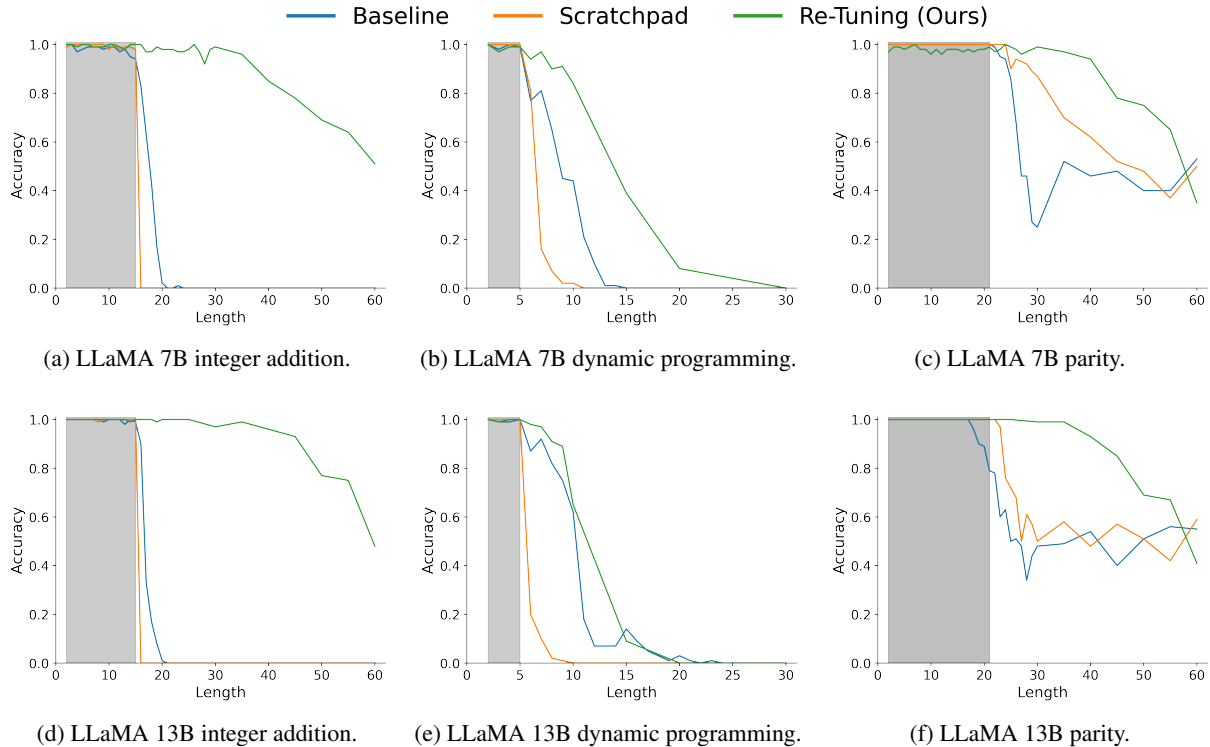 Baseline Scratchpad Re-Tuning (Ours)
1.0 0.8 0.6 0.4 0.2 0.0
Accuracy
0 10 20 30 40 50 60
Length
(a) LLaMA 7B integer addition.
1.0 0.8 0.6 0.4 0.2 0.0
Accuracy
0 5 10 15 20 25 30
Length
(b) LLaMA 7B dynamic programming.
1.0 0.8 0.6 0.4 0.2 0.0
Accuracy
0 10 20 30 40 50 60
Length
(c) LLaMA 7B parity.
1.0 0.8 0.6 0.4 0.2 0.0
Accuracy
0 10 20 30 40 50 60
Length
(d) LLaMA 13B integer addition.
1.0 0.8 0.6 0.4 0.2 0.0
Accuracy
0 5 10 15 20 25 30
Length
(e) LLaMA 13B dynamic programming.
1.0 0.8 0.6 0.4 0.2 0.0
Accuracy
0 10 20 30 40 50 60
Length
(f) LLaMA 13B parity.